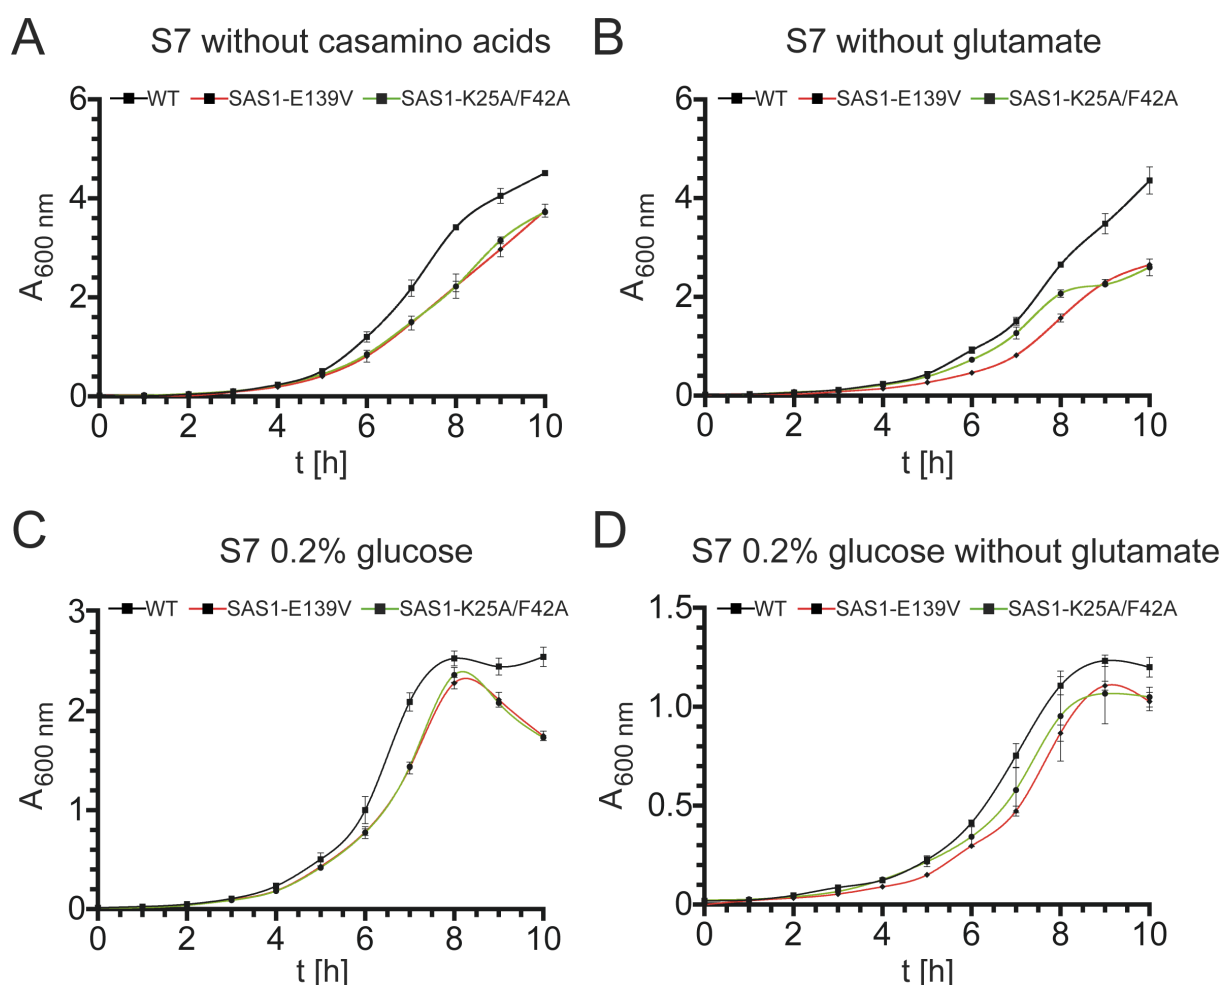 A S7 without casamino acids
6 WT SAS1-E139V SAS1-K25A/F42A
4
2
0
0 2 4 6 8 10
A600 nm
t [h]
B S7 without glutamate
6 WT SAS1-E139V SAS1-K25A/F42A
4
2
0
0 2 4 6 8 10
A600 nm
t [h]
C S7 0.2% glucose
3 WT SAS1-E139V SAS1-K25A/F42A
2
1
0
0 2 4 6 8 10
A600 nm
t [h]
D S7 0.2% glucose without glutamate
1.5 WT SAS1-E139V SAS1-K25A/F42A
1.0
0.5
0
0 2 4 6 8 10
A600 nm
t [h]